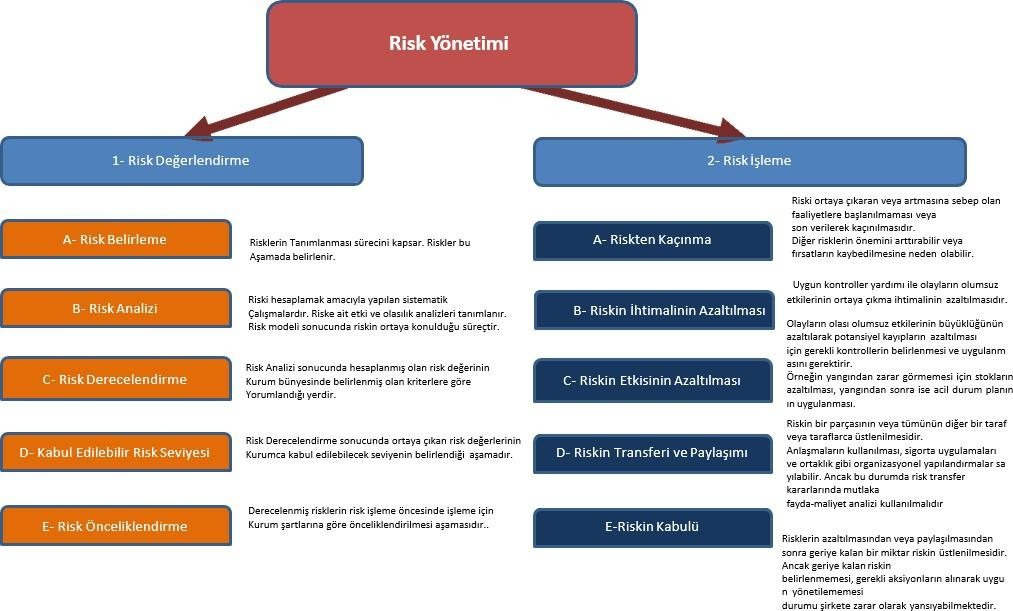 Risk Yönetimi
1- Risk Değerlendirme
A- Risk Belirleme
Risklerin Tanımlanması sürecini kapsar. Riskler bu
Aşamada belirlenir.
B- Risk Analizi
Riski hesaplamak amacıyla yapılan sistematik
Çalışmalardır. Riske ait etki ve olasılık analizleri tanımlanır.
Risk modeli sonucunda riskin ortaya konulduğu süreçtir.
C- Risk Derecelendirme
Risk Analizi sonucunda hesaplanmış olan risk değerinin
Kurum bünyesinde belirlenmiş olan kriterlere göre
Yorumlandığı yerdir.
D- Kabul Edilebilir Risk Seviyesi
Risk Derecelendirme sonucunda ortaya çıkan risk değerlerinin
Kurumca kabul edilebilecek seviyenin belirlendiği aşamadır.
E- Risk Önceliklendirme
Derecelenmiş risklerin risk işleme öncesinde işleme için
Kurum şartlarına göre önceliklendirilmesi aşamasıdır..
2- Risk İşleme
A- Riskten Kaçınma
Riski ortaya çıkaran veya artmasına sebep olan
faaliyetlere başlanılmaması veya
son verilerek kaçınılmasıdır.
Diğer risklerin önemini arttırabilir veya
fırsatların kaybedilmesine neden olabilir.
B- Riskin İhtimalinin Azaltılması
Uygun kontroller yardımı ile olayların olumsuz
etkilerinin ortaya çıkma ihtimalinin azaltılmasıdır.
C- Riskin Etkisinin Azaltılması
Olayların olası olumsuz etkilerinin büyüklüğünün
azaltılarak potansiyel kayıpların azaltılması
için gerekli kontrollerin belirlenmesi ve uygulanm
asını gerektirir.
Örneğin yangından zarar görmemesi için stokların
azaltılması, yangından sonra ise acil durum planın
ın uygulanması.
D- Riskin Transferi ve Paylaşımı
Riskin bir parçasının veya tümünün diğer bir taraf
veya taraflarca üstlenilmesidir.
Anlaşmaların kullanılması, sigorta uygulamaları
ve ortaklık gibi organizasyonel yapılandırmalar sa
yılabilir. Ancak bu durumda risk transfer
kararlarında mutlaka
fayda-maliyet analizi kullanılmalıdır
E-Riskin Kabulü
Risklerin azaltılmasından veya paylaşılmasından
sonra geriye kalan bir miktar riskin üstlenilmesidir.
Ancak geriye kalan riskin
belirlenmemesi, gerekli aksiyonların alınarak uygu
n yönetilememesi
durumu şirkete zarar olarak yansıyabilmektedir.